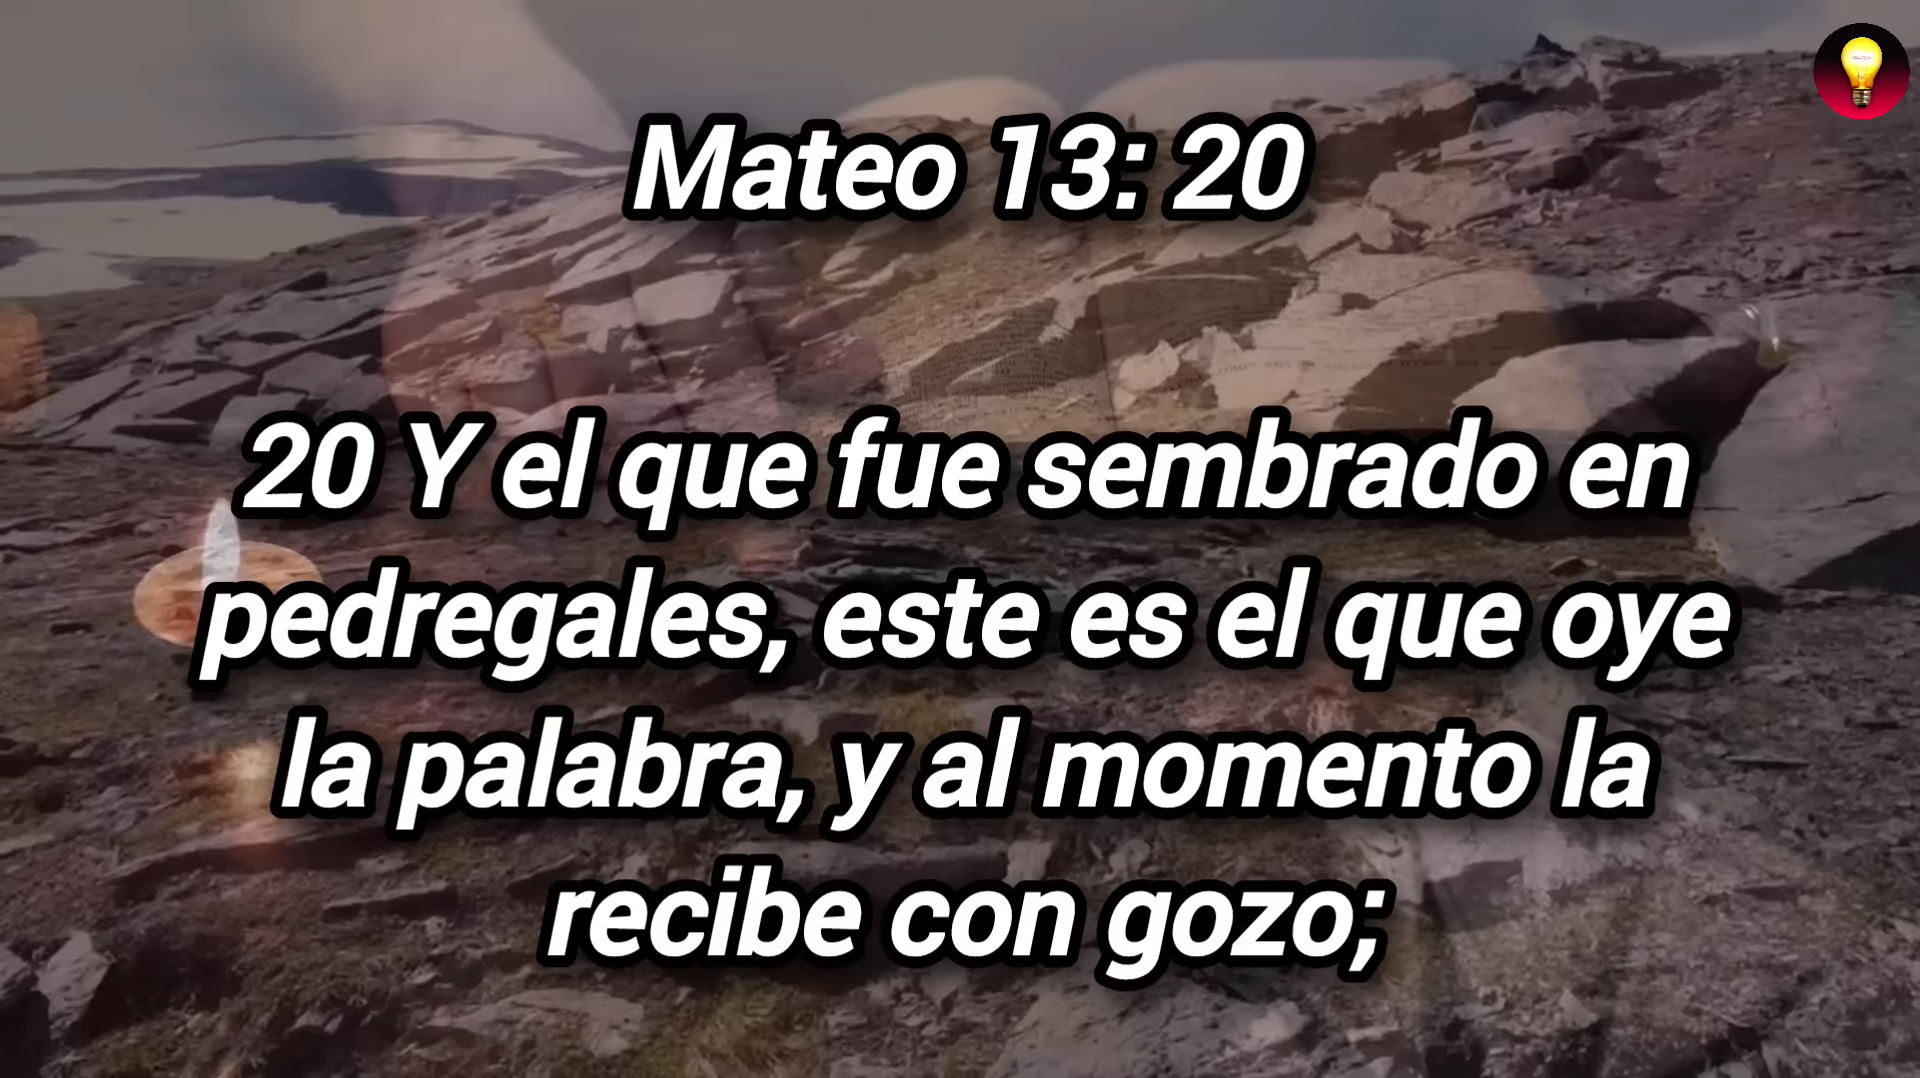 Mateo 13: 20
20 Y el que fue sembrado en
pedregales, este es el que oye
la palabra, y al momento la
recibe con gozo;